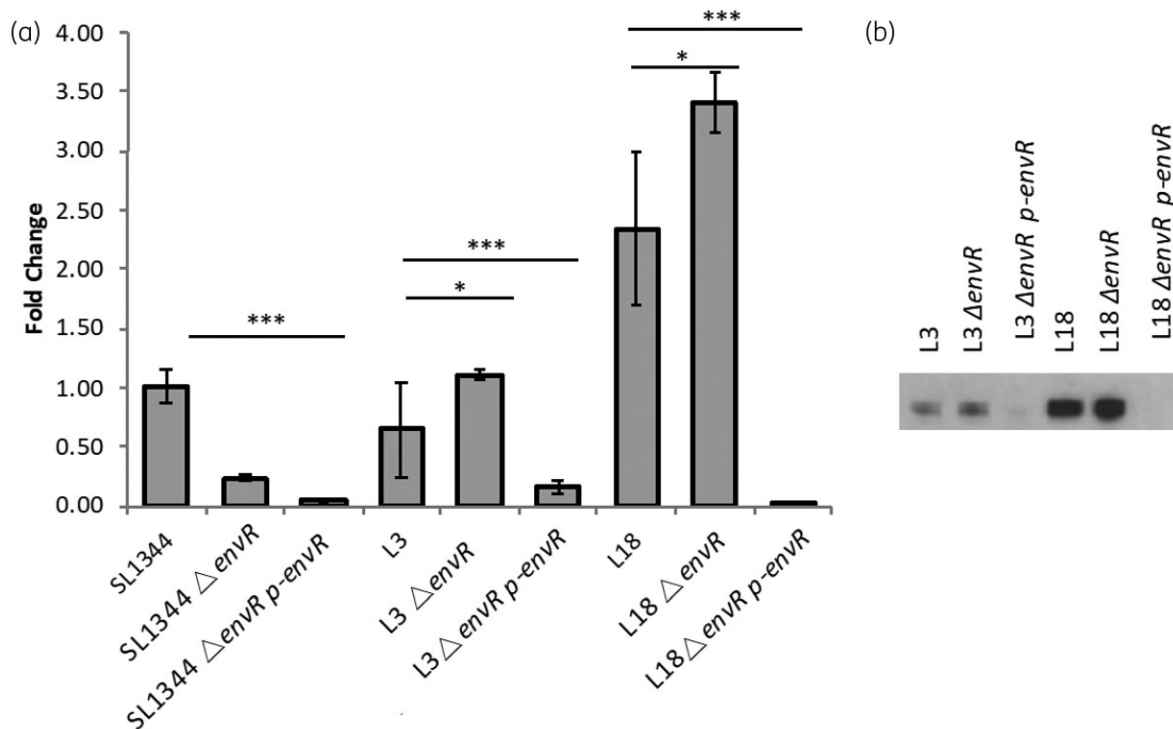 (a)
4.00
3.50
3.00
2.50
2.00
1.50
1.00
0.50
0.00
Fold Change
***
***
*
***
*
SL1344
SL1344 △envR
SL1344 △envR p-envR
L3
L3 △envR
L3 △envR p-envR
L18
L18 △envR
L18 △envR p-envR
(b)
L3
L3 ΔenvR
L3 ΔenvR p-envR
L18
L18 ΔenvR
L18 ΔenvR p-envR